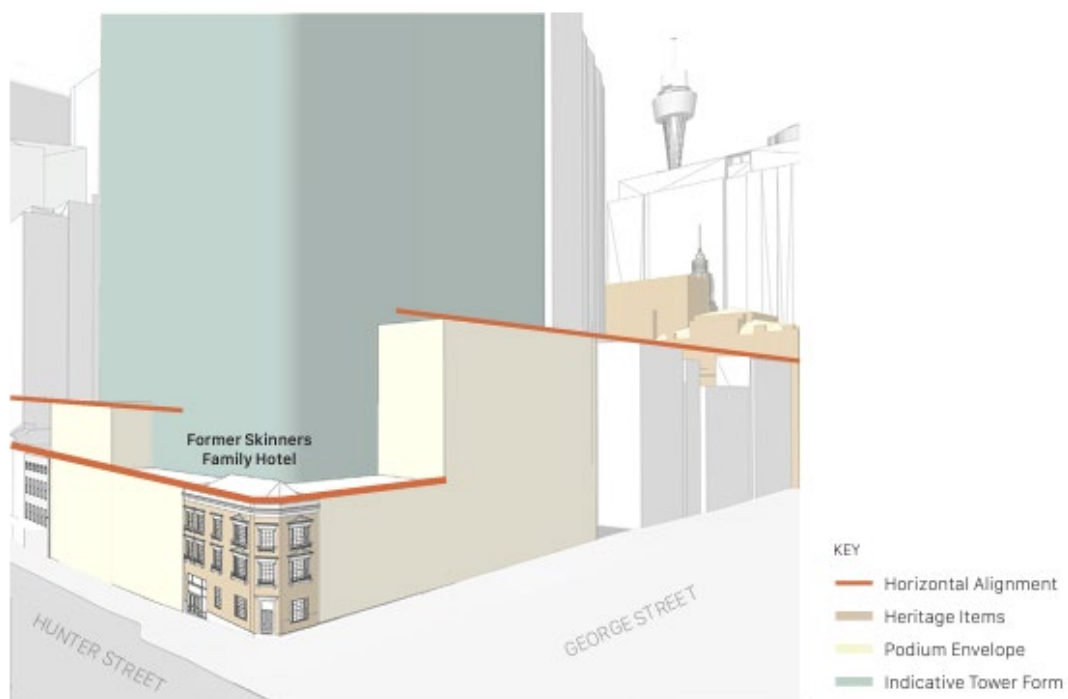 Former Skinners
Family Hotel
HUNTER STREET
GEORGE STREET
KEY
Horizontal Alignment
Heritage Items
Podium Envelope
Indicative Tower Form